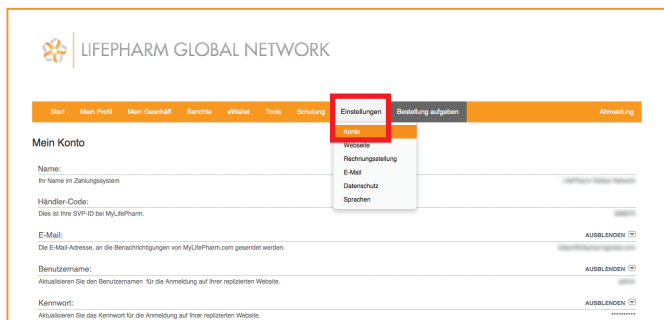 LIFEPHARM GLOBAL NETWORK
Start Mein Profil Mein Geschäft Berichte eWallet Tools Schulung Einstellungen Bestellung aufgeben Abmeldung
Konto
Webseite
Rechnungsstellung
E-Mail
Datenschutz
Sprachen
Mein Konto
Name:
Ihr Name im Zahlungssystem
Händler-Code:
Dies ist Ihre SVP-ID bei MyLifePharm.
E-Mail: AUSBLENDEN
Die E-Mail-Adresse, an die Benachrichtigungen von MyLifePharm.com gesendet werden.
Benutzername: AUSBLENDEN
Aktualisieren Sie den Benutzernamen für die Anmeldung auf Ihrer replizierten Website.
Kennwort: AUSBLENDEN
Aktualisieren Sie das Kennwort für die Anmeldung auf Ihrer replizierten Website. **********